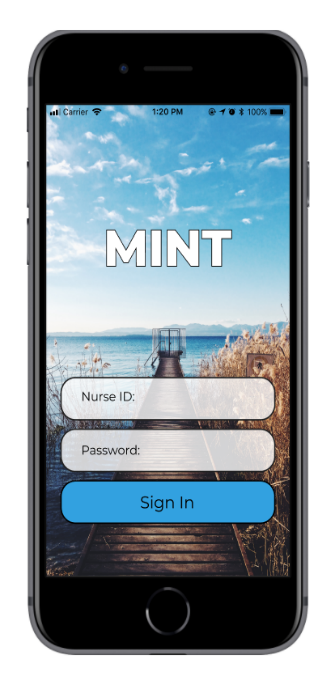 Carrier 1:20 PM 100%
MINT
Nurse ID:
Password:
Sign In